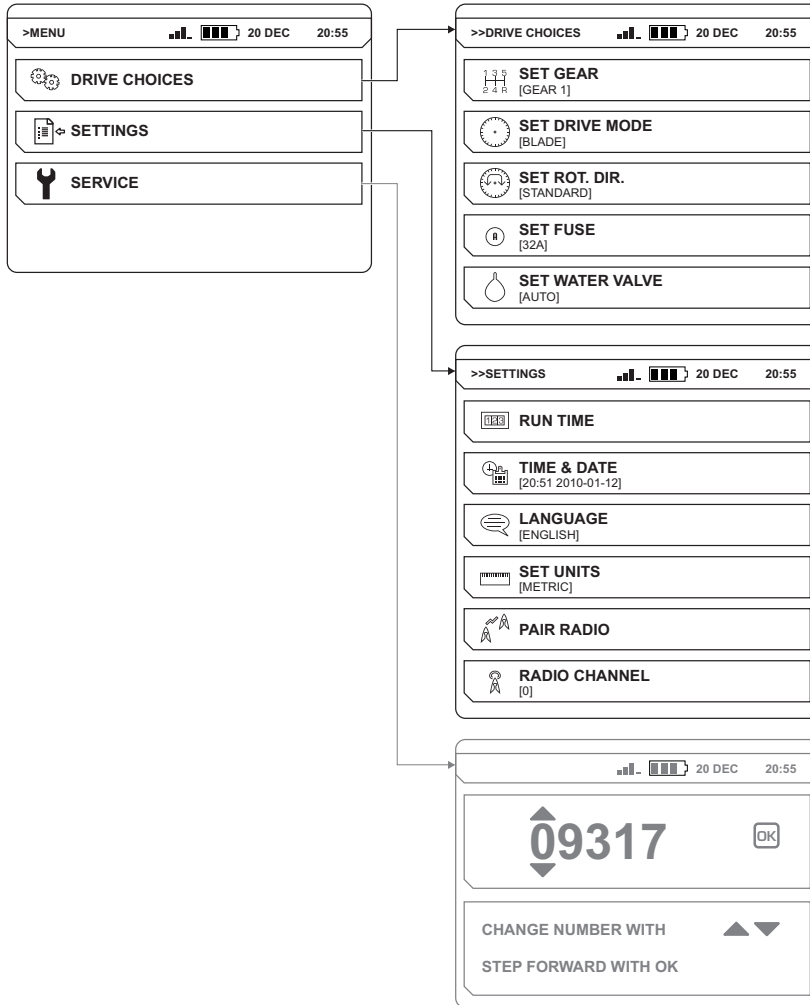 >MENU 20 DEC 20:55
DRIVE CHOICES
SETTINGS
SERVICE
>>DRIVE CHOICES 20 DEC 20:55
1 3 5
2 4 R
SET GEAR
[GEAR 1]
SET DRIVE MODE
[BLADE]
SET ROT. DIR.
[STANDARD]
A
SET FUSE
[32A]
SET WATER VALVE
[AUTO]
>>SETTINGS 20 DEC 20:55
123
RUN TIME
TIME & DATE
[20:51 2010-01-12]
LANGUAGE
[ENGLISH]
SET UNITS
[METRIC]
PAIR RADIO
RADIO CHANNEL
[0]
20 DEC 20:55
09317 OK
CHANGE NUMBER WITH
STEP FORWARD WITH OK